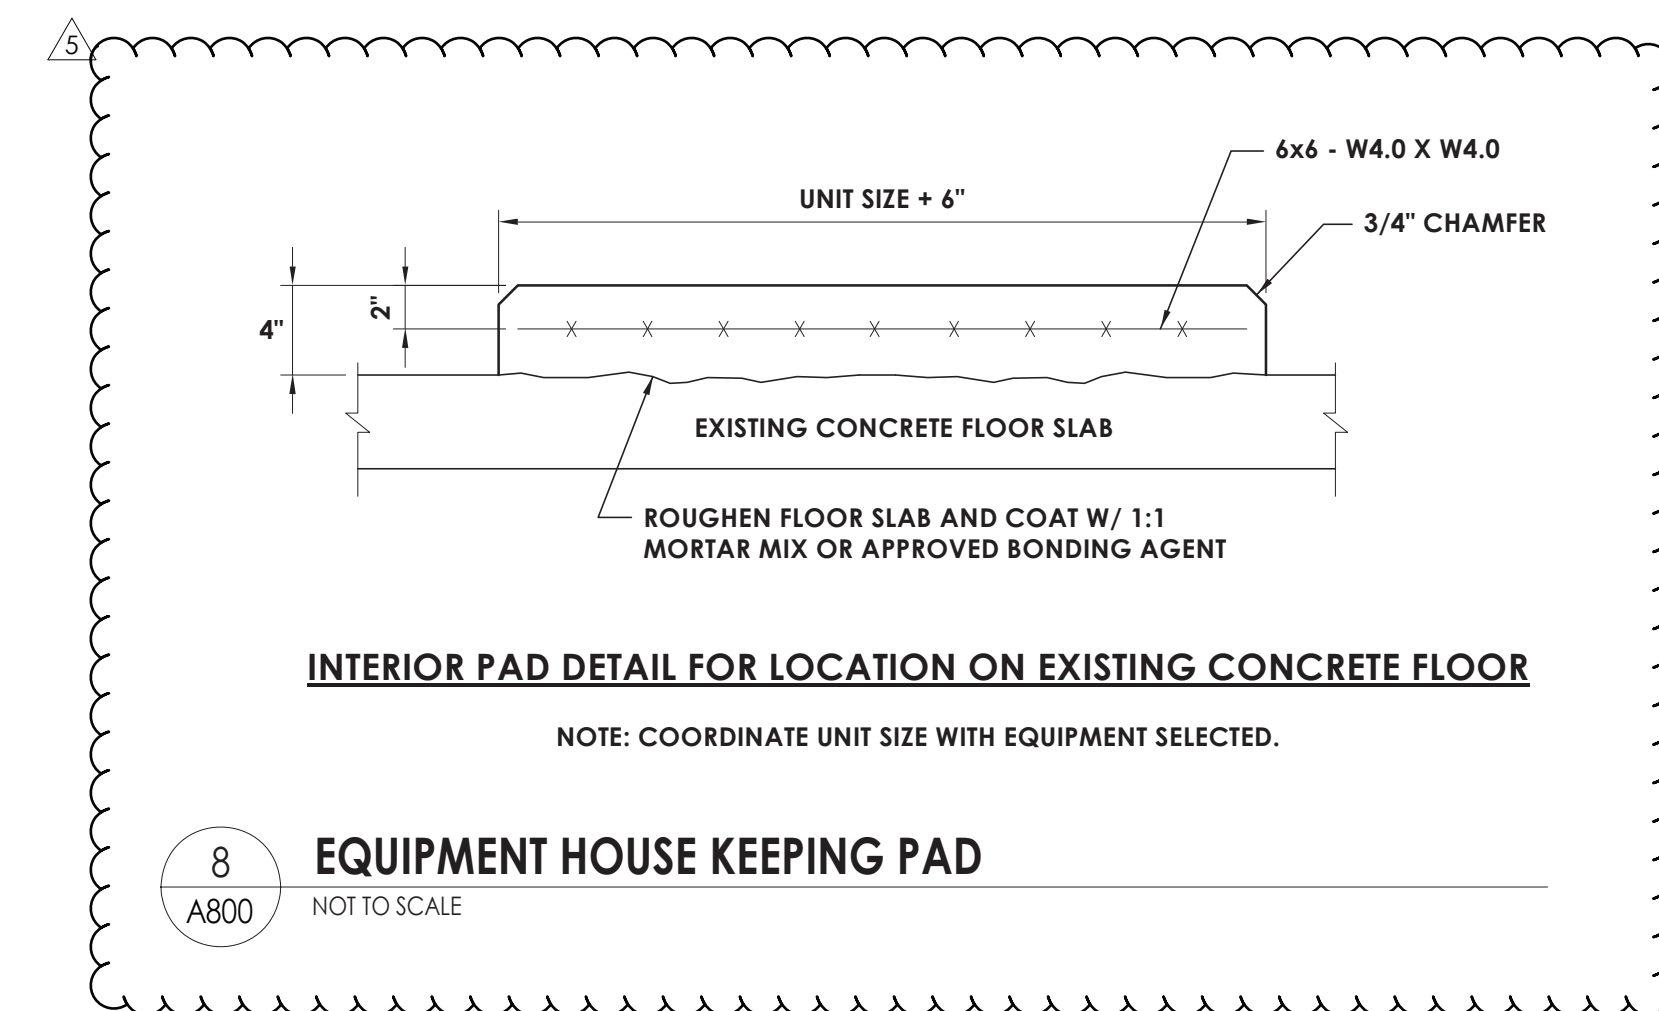 5
6x6 - W4.0 X W4.0
UNIT SIZE + 6"
3/4" CHAMFER
2"
4"
EXISTING CONCRETE FLOOR SLAB
ROUGHEN FLOOR SLAB AND COAT W/ 1:1
MORTAR MIX OR APPROVED BONDING AGENT
INTERIOR PAD DETAIL FOR LOCATION ON EXISTING CONCRETE FLOOR
NOTE: COORDINATE UNIT SIZE WITH EQUIPMENT SELECTED.
8
EQUIPMENT HOUSE KEEPING PAD
A800
NOT TO SCALE